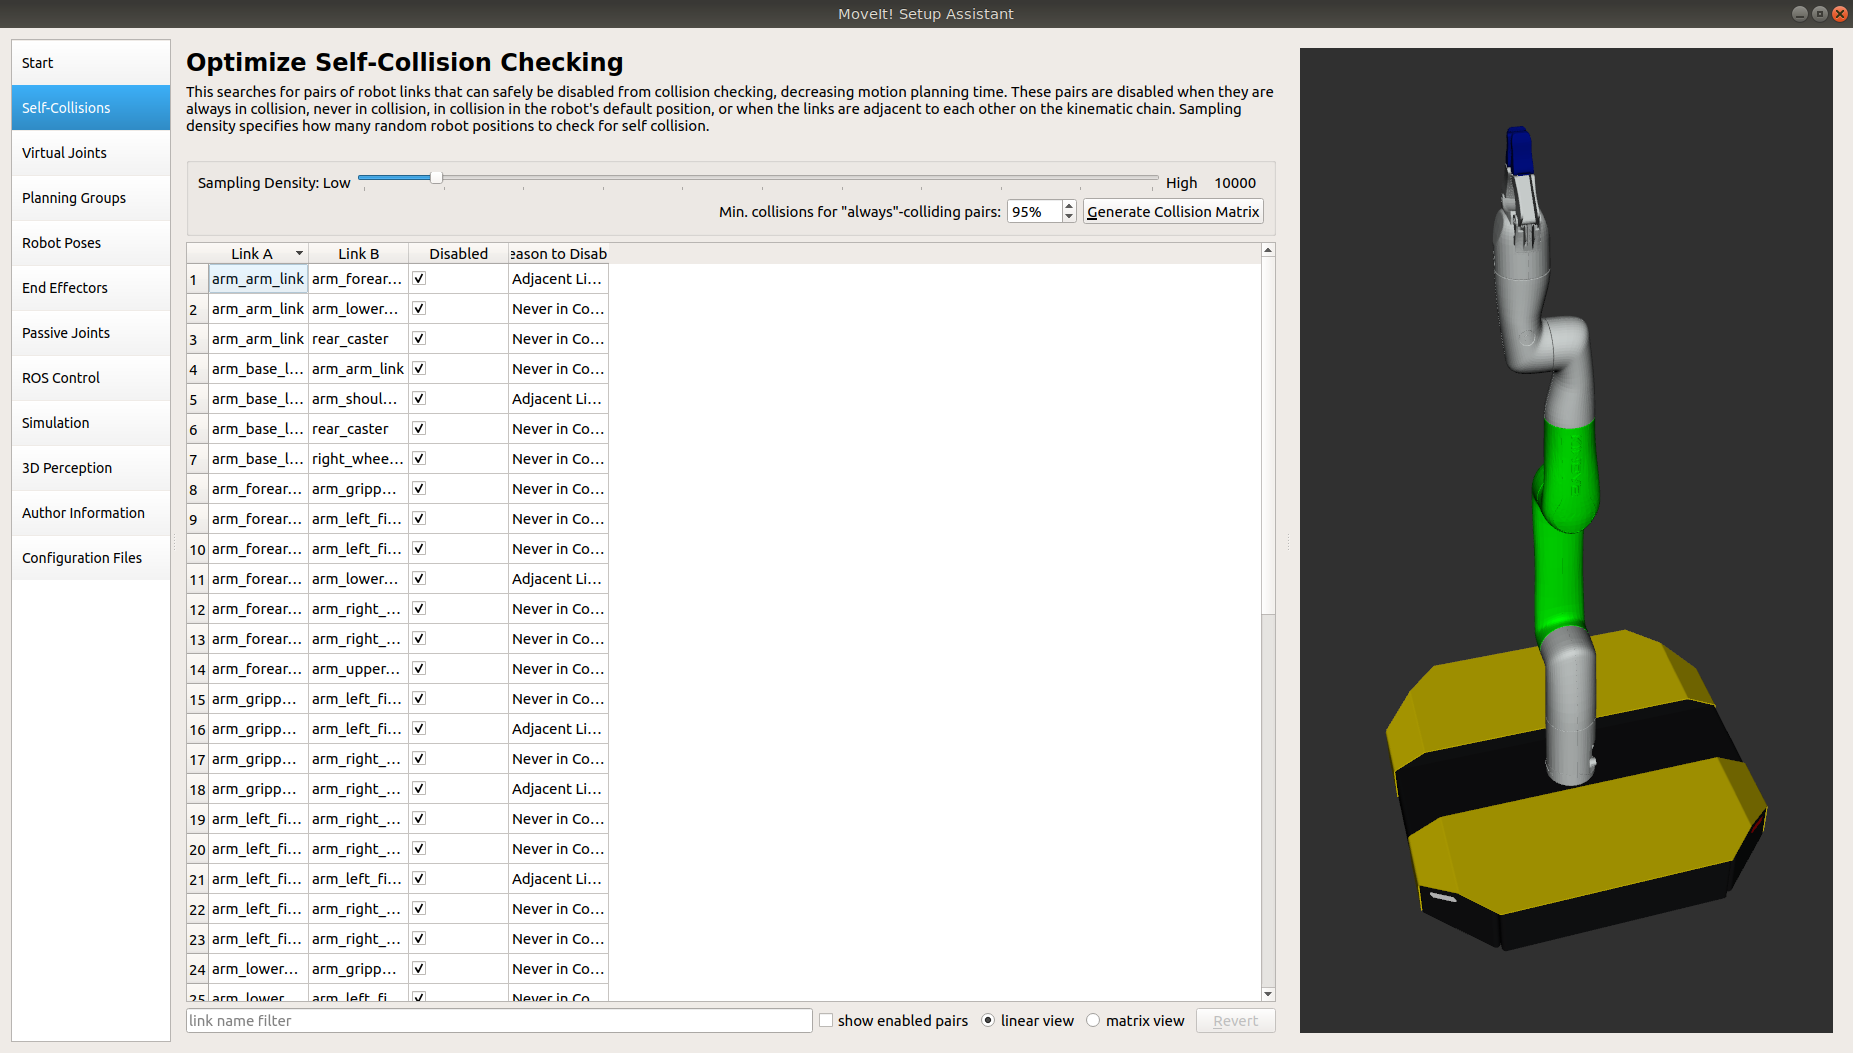 MoveIt! Setup Assistant
Start
Self-Collisions
Virtual Joints
Planning Groups
Robot Poses
End Effectors
Passive Joints
ROS Control
Simulation
3D Perception
Author Information
Configuration Files
Optimize Self-Collision Checking
This searches for pairs of robot links that can safely be disabled from collision checking, decreasing motion planning time. These pairs are disabled when they are
always in collision, never in collision, in collision in the robot's default position, or when the links are adjacent to each other on the kinematic chain. Sampling
density specifies how many random robot positions to check for self collision.
Sampling Density: Low High 10000
Min. collisions for "always"-colliding pairs: 95% Generate Collision Matrix
Link A Link B Disabled eason to Disab
1 arm_arm_link arm_forear... Adjacent Li...
2 arm_arm_link arm_lower... Never in Co...
3 arm_arm_link rear_caster Never in Co...
4 arm_base_l... arm_arm_link Never in Co...
5 arm_base_l... arm_shoul... Adjacent Li...
6 arm_base_l... rear_caster Never in Co...
7 arm_base_l... right_whee... Never in Co...
8 arm_forear... arm_gripp... Never in Co...
9 arm_forear... arm_left_fi... Never in Co...
10 arm_forear... arm_left_fi... Never in Co...
11 arm_forear... arm_lower... Adjacent Li...
12 arm_forear... arm_right_... Never in Co...
13 arm_forear... arm_right_... Never in Co...
14 arm_forear... arm_upper... Never in Co...
15 arm_gripp... arm_left_fi... Never in Co...
16 arm_gripp... arm_left_fi... Adjacent Li...
17 arm_gripp... arm_right_... Never in Co...
18 arm_gripp... arm_right_... Adjacent Li...
19 arm_left_fi... arm_right_... Never in Co...
20 arm_left_fi... arm_right_... Never in Co...
21 arm_left_fi... arm_left_fi... Adjacent Li...
22 arm_left_fi... arm_right_... Never in Co...
23 arm_left_fi... arm_right_... Never in Co...
24 arm_lower... arm_gripp... Never in Co...
25 arm_lower... arm_left_fi... Never in Co...
link name filter show enabled pairs linear view matrix view Revert